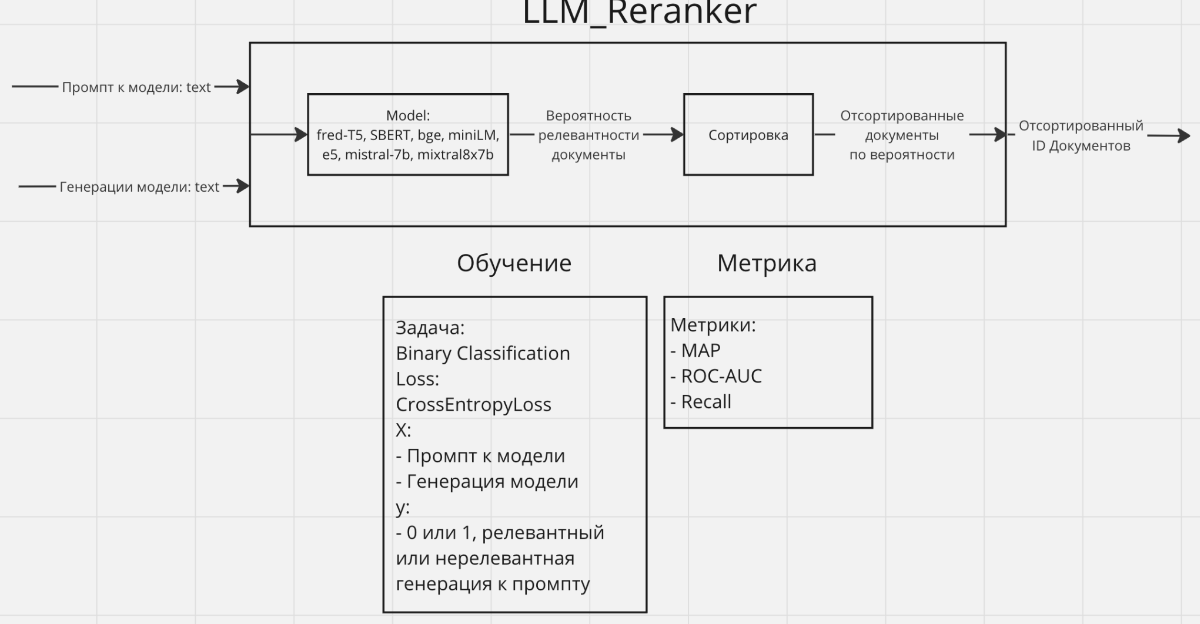 LLM_Reranker
Промпт к модели: text
Генерации модели: text
Model:
fred-T5, SBERT, bge, miniLM,
e5, mistral-7b, mixtral8x7b
Вероятность
релевантности
документы
Сортировка
Отсортированные
документы
по вероятности
Отсортированный
ID Документов
Обучение
Задача:
Binary Classification
Loss:
CrossEntropyLoss
X:
- Промпт к модели
- Генерация модели
y:
- 0 или 1, релевантный
или нерелевантная
генерация к промпту
Метрика
Метрики:
- MAP
- ROC-AUC
- Recall